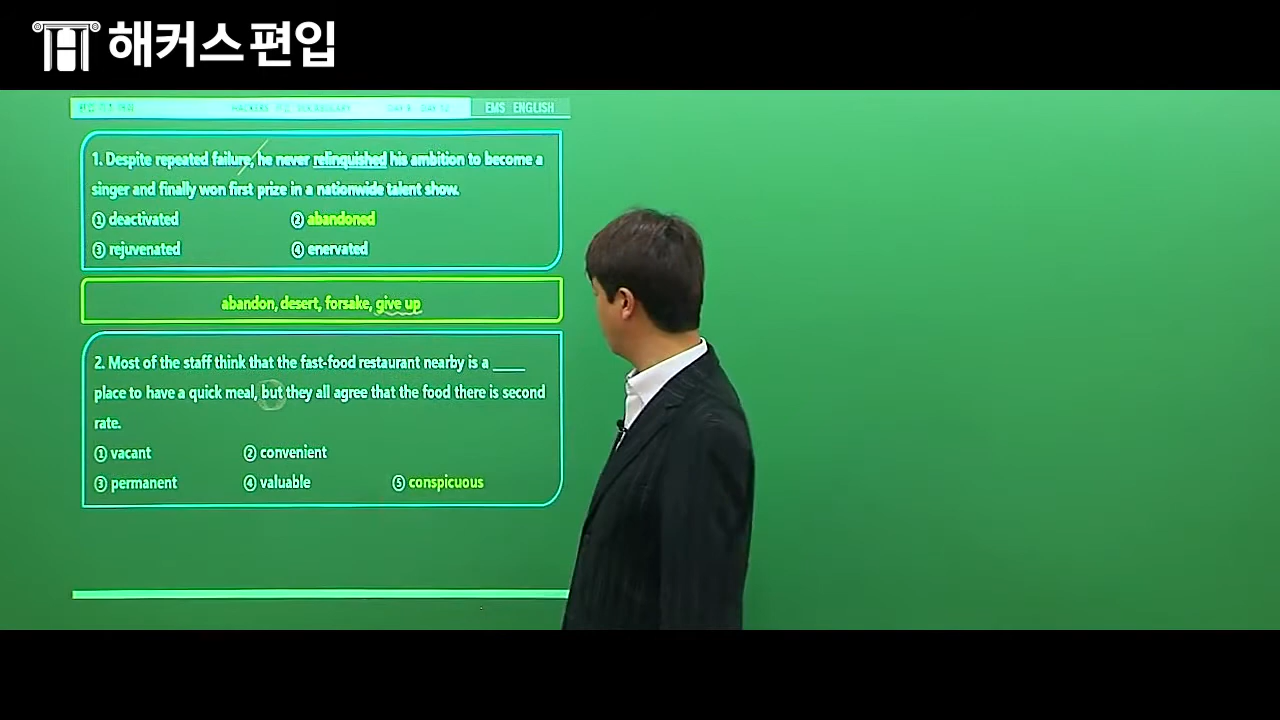 해커스편입
EMS ENGLISH
1. Despite repeated failure, he never relinquished his ambition to become a
singer and finally won first prize in a nationwide talent show.
① deactivated ② abandoned
③ rejuvenated ④ enervated
abandon, desert, forsake, give up
2. Most of the staff think that the fast-food restaurant nearby is a ____
place to have a quick meal, but they all agree that the food there is second
rate.
① vacant ② convenient
③ permanent ④ valuable ⑤ conspicuous